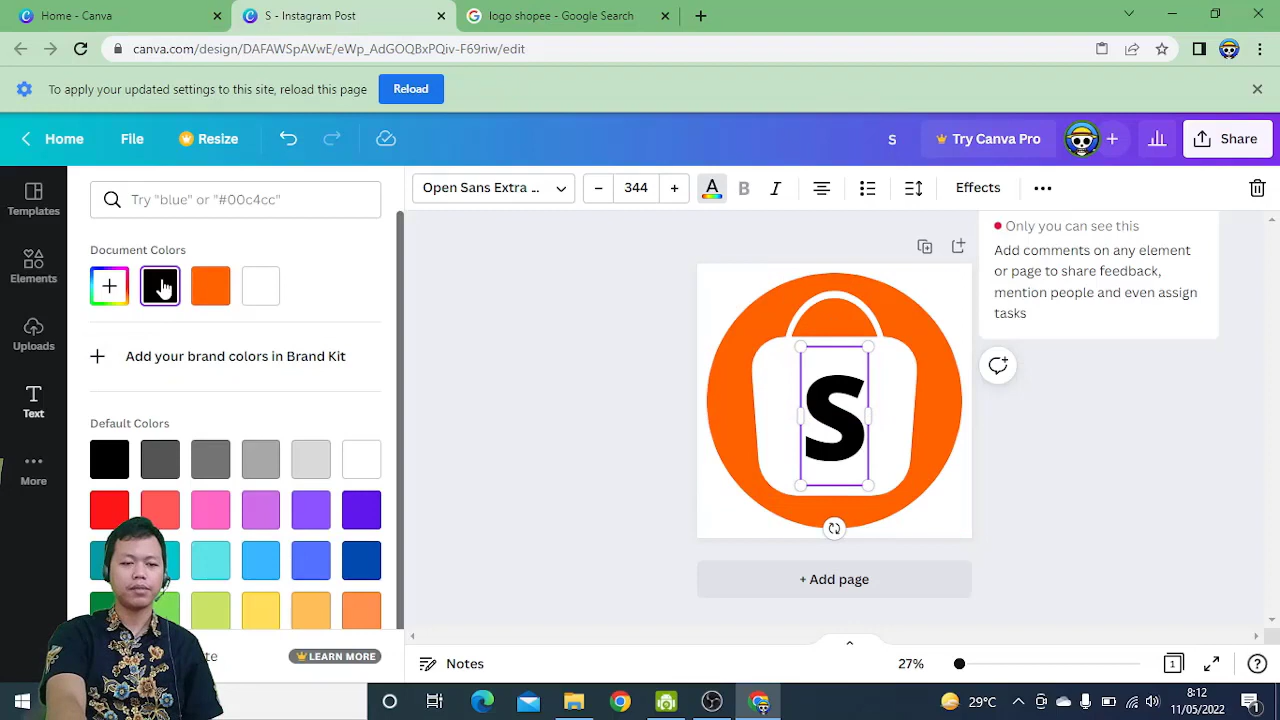 Home - Canva
S - Instagram Post
logo shopee - Google Search
canva.com/design/DAFAWSpAVwE/eWp_AdGOQBxPQiv-F69riw/edit
To apply your updated settings to this site, reload this page
Reload
Home
File
Resize
S
Try Canva Pro
Share
Templates
Elements
Uploads
Text
More
Try "blue" or "#00c4cc"
Document Colors
Add your brand colors in Brand Kit
Default Colors
LEARN MORE
Open Sans Extra ...
344
A
B
I
Effects
Only you can see this
Add comments on any element
or page to share feedback,
mention people and even assign
tasks
S
+ Add page
Notes
27%
1
29°C
8:12
11/05/2022
1